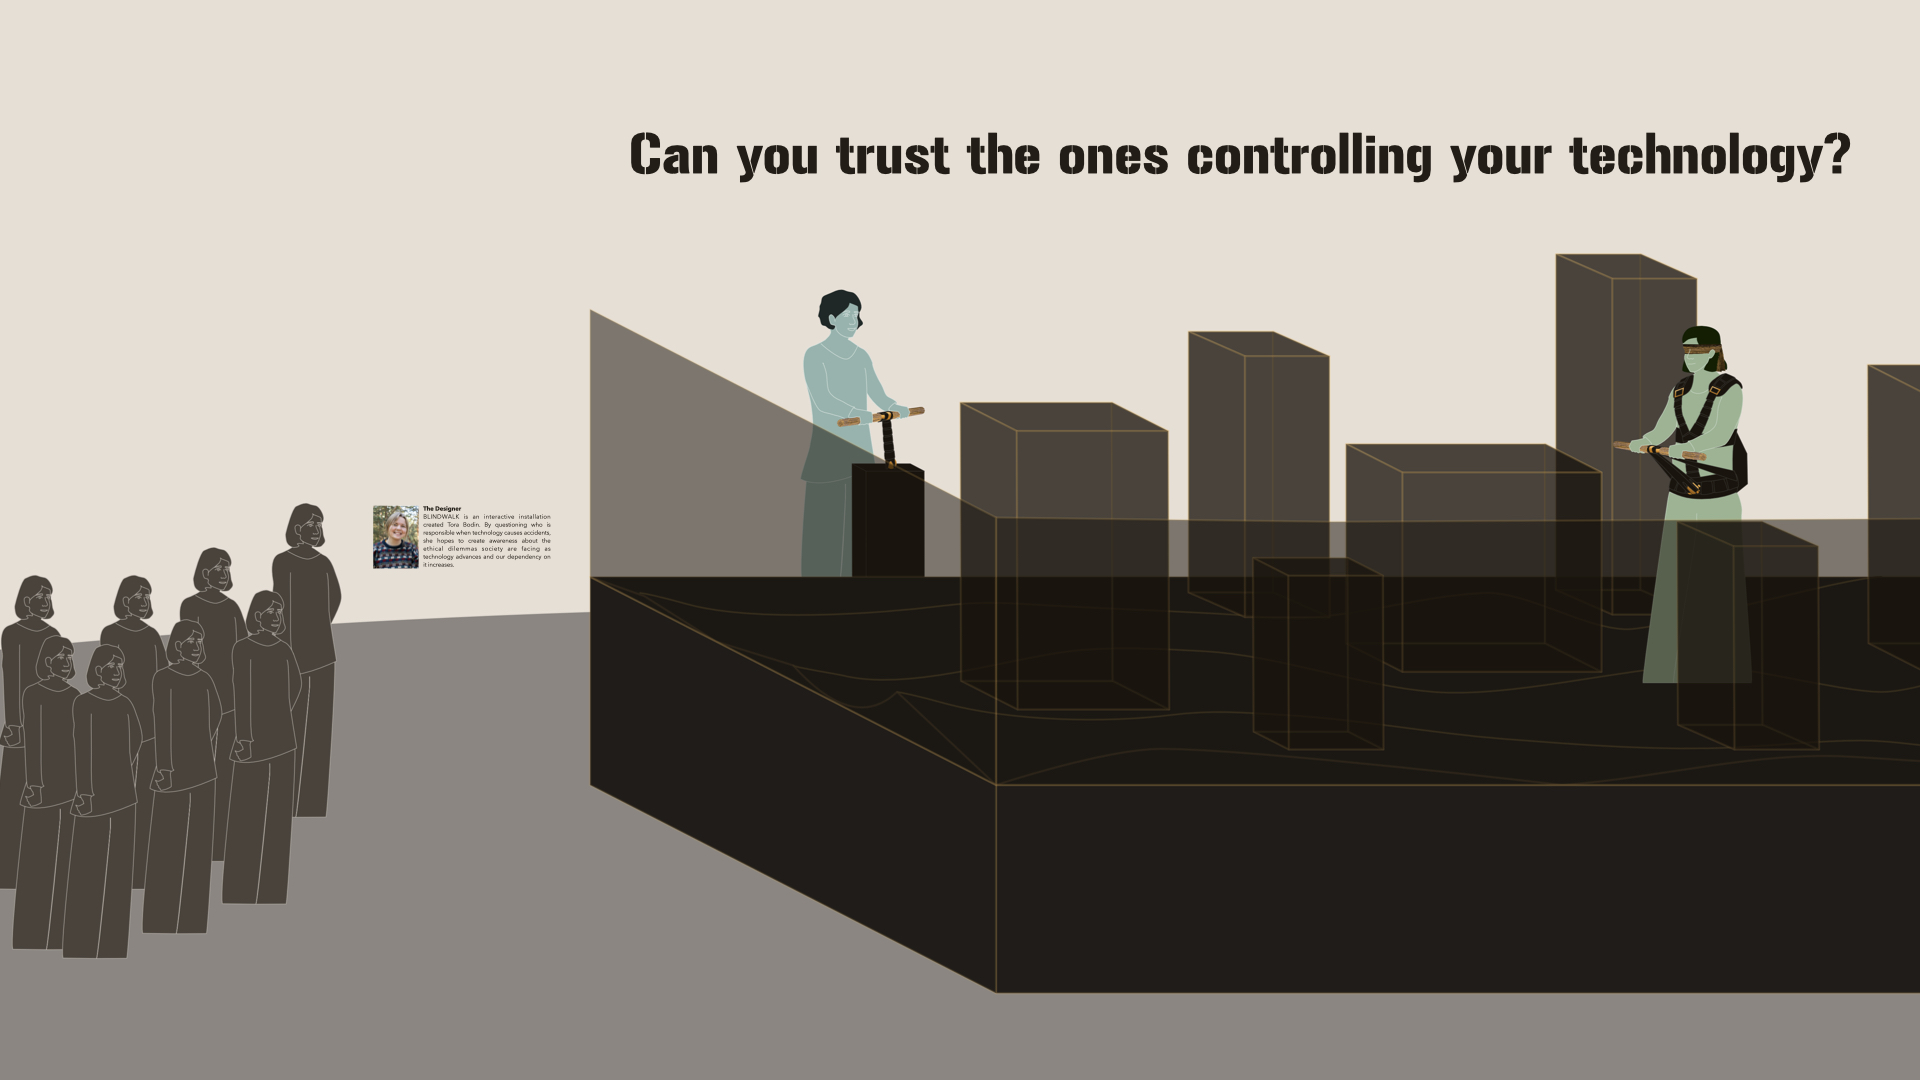 Can you trust the ones controlling your technology?
The Designer
BLINDWALK is an interactive installation
created Tora Bodin. By questioning who is
responsible when technology causes accidents,
she hopes to create awareness about the
ethical dilemmas society are facing as
technology advances and our dependency on
it increases.